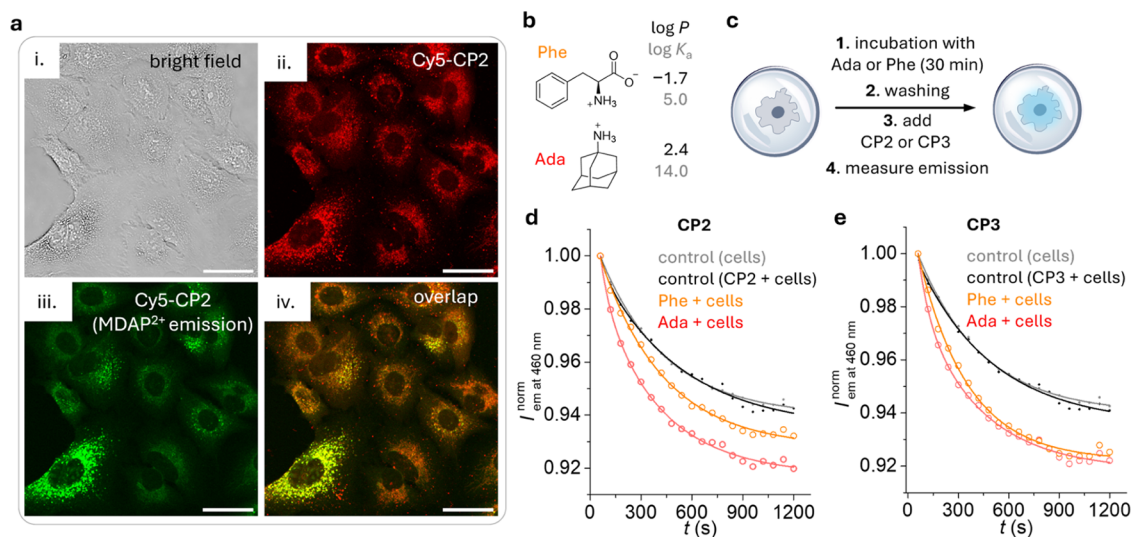 a
i.
bright field
ii.
Cy5-CP2
iii.
Cy5-CP2
(MDAP²⁺ emission)
iv.
overlap
b
log P
log Kₐ
Phe
O
O⁻
NH₃
+
−1.7
5.0
+
NH₃
Ada
2.4
14.0
c
1. incubation with
Ada or Phe (30 min)
2. washing
3. add
CP2 or CP3
4. measure emission
d
CP2
control (cells)
control (CP2 + cells)
Phe + cells
Ada + cells
1.00
0.98
0.96
0.94
0.92
I norm em at 460 nm
0 300 600 900 1200
t (s)
e
CP3
control (cells)
control (CP3 + cells)
Phe + cells
Ada + cells
1.00
0.98
0.96
0.94
0.92
I norm em at 460 nm
0 300 600 900 1200
t (s)